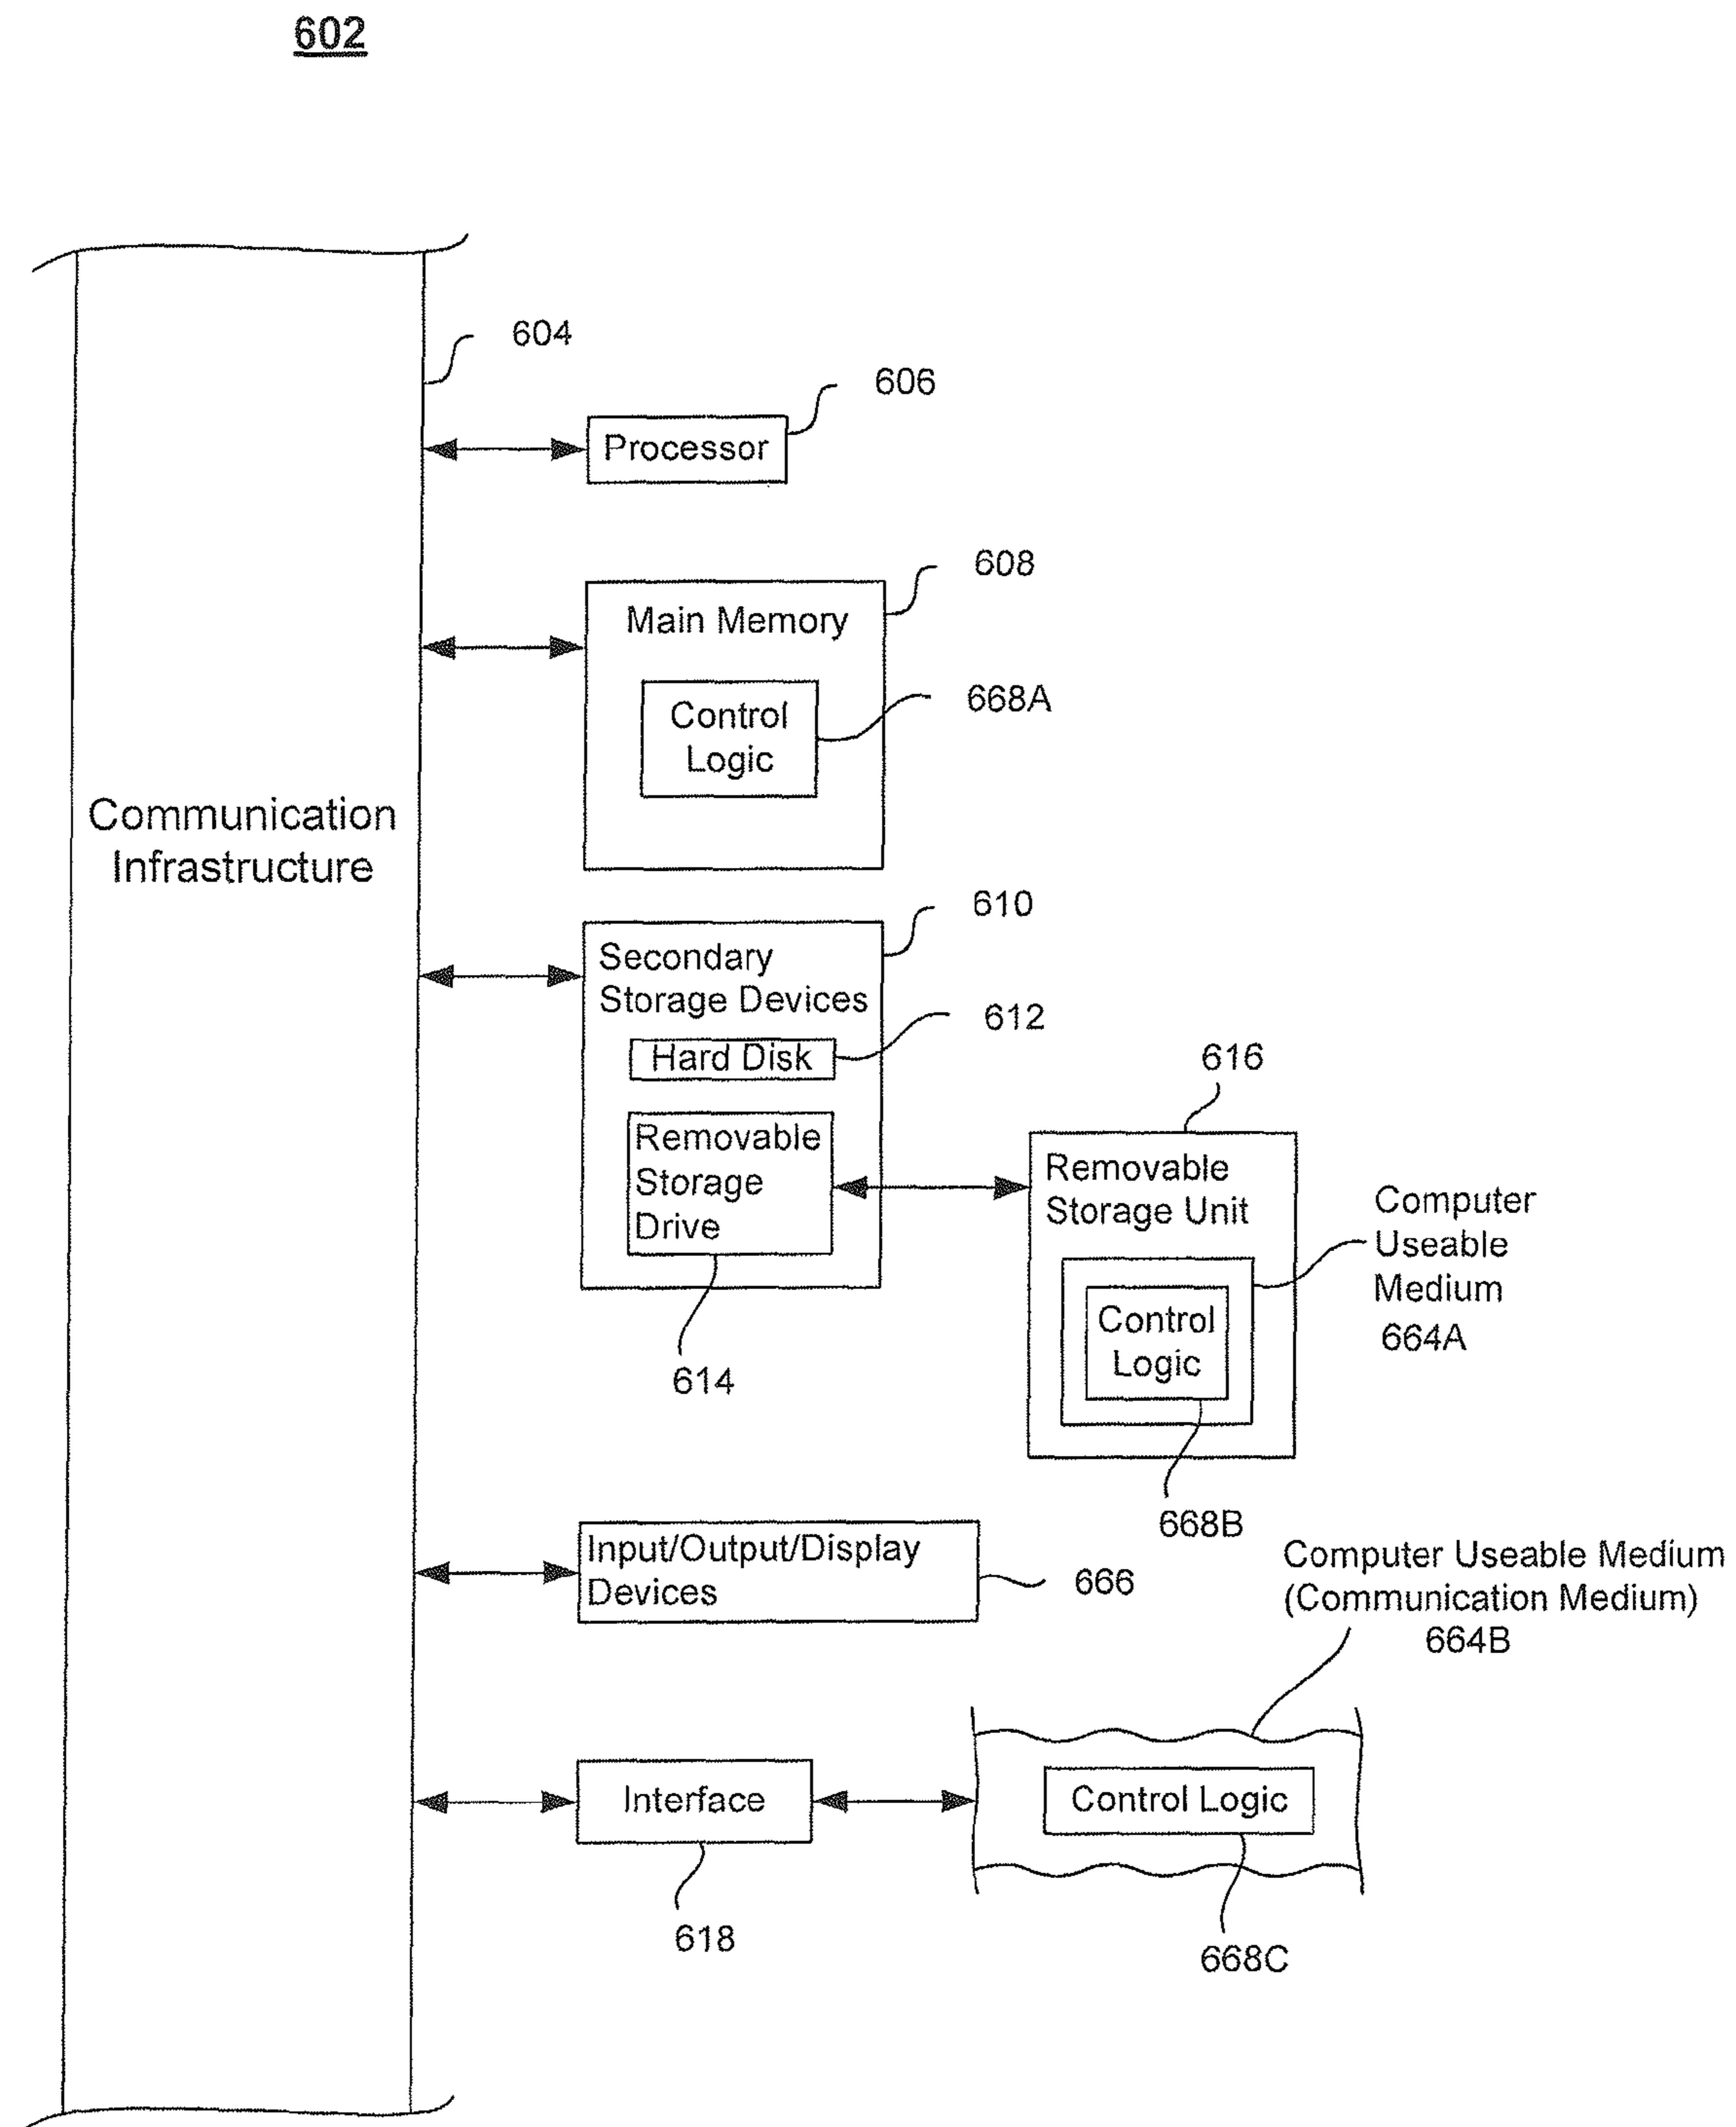 602
604
606
Processor
608
Main Memory
668A
Control
Logic
Communication
Infrastructure
610
Secondary
Storage Devices
612
Hard Disk
616
Removable
Storage
Drive
Removable
Storage Unit
Computer
Useable
Medium
664A
Control
Logic
614
668B
Input/Output/Display
Devices
666
Computer Useable Medium
(Communication Medium)
664B
Interface
Control Logic
618
668C